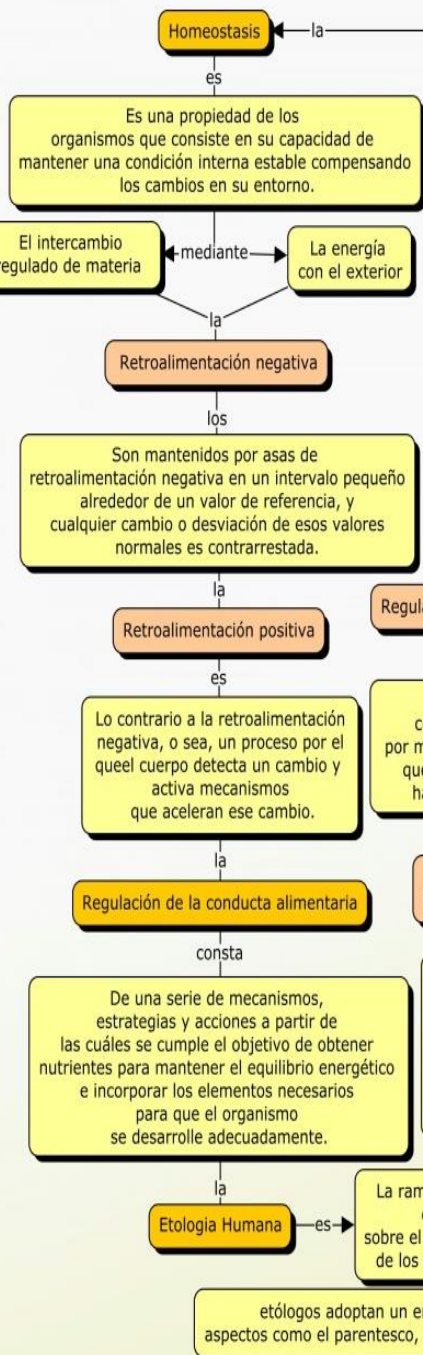 Homeostasis
la
es
Es una propiedad de los
organismos que consiste en su capacidad de
mantener una condición interna estable compensando
los cambios en su entorno.
El intercambio
regulado de materia
mediante
La energía
con el exterior
la
Retroalimentación negativa
los
Son mantenidos por asas de
retroalimentación negativa en un intervalo pequeño
alrededor de un valor de referencia, y
cualquier cambio o desviación de esos valores
normales es contrarrestada.
la
Retroalimentación positiva
es
Lo contrario a la retroalimentación
negativa, o sea, un proceso por el
queel cuerpo detecta un cambio y
activa mecanismos
que aceleran ese cambio.
la
Regulación de la conducta alimentaria
consta
De una serie de mecanismos,
estrategias y acciones a partir de
las cuáles se cumple el objetivo de obtener
nutrientes para mantener el equilibrio energético
e incorporar los elementos necesarios
para que el organismo
se desarrolle adecuadamente.
la
Etologia Humana
es
La
sobre el
de los
etólogos adoptan un
aspectos como el parentesco,
por
que